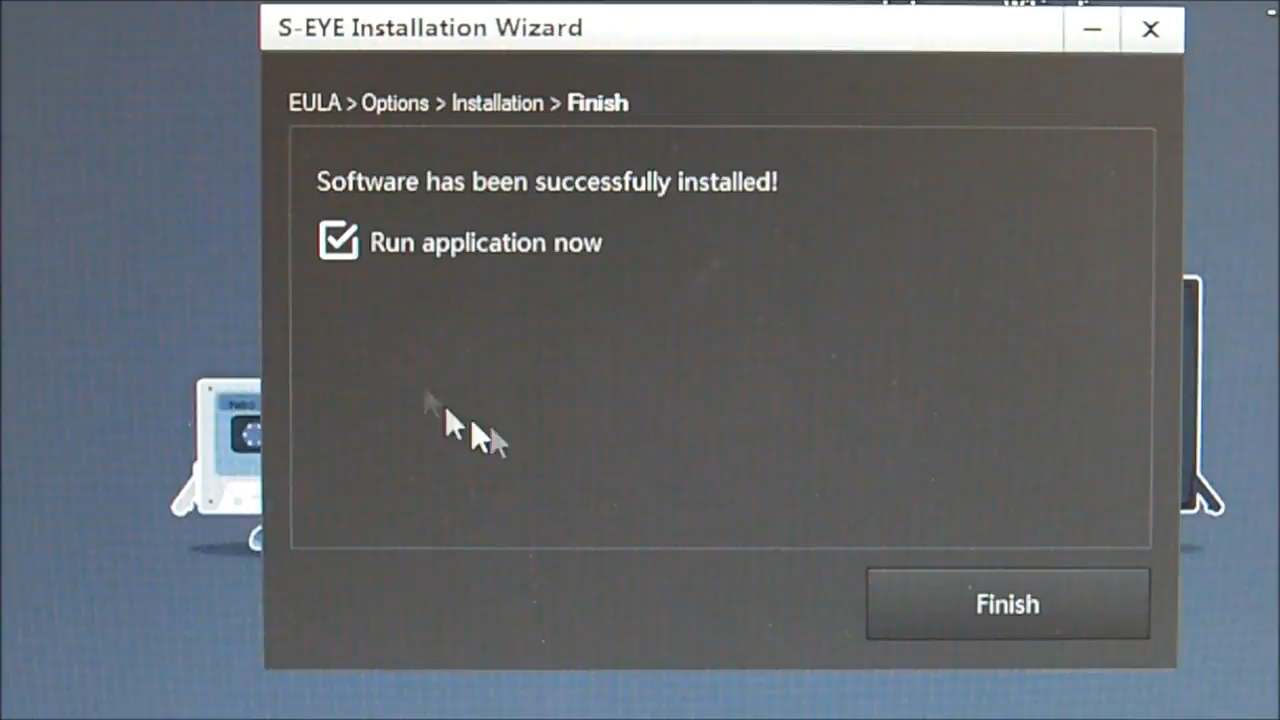 S-EYE Installation Wizard
EULA > Options > Installation > Finish
Software has been successfully installed!
Run application now
Finish